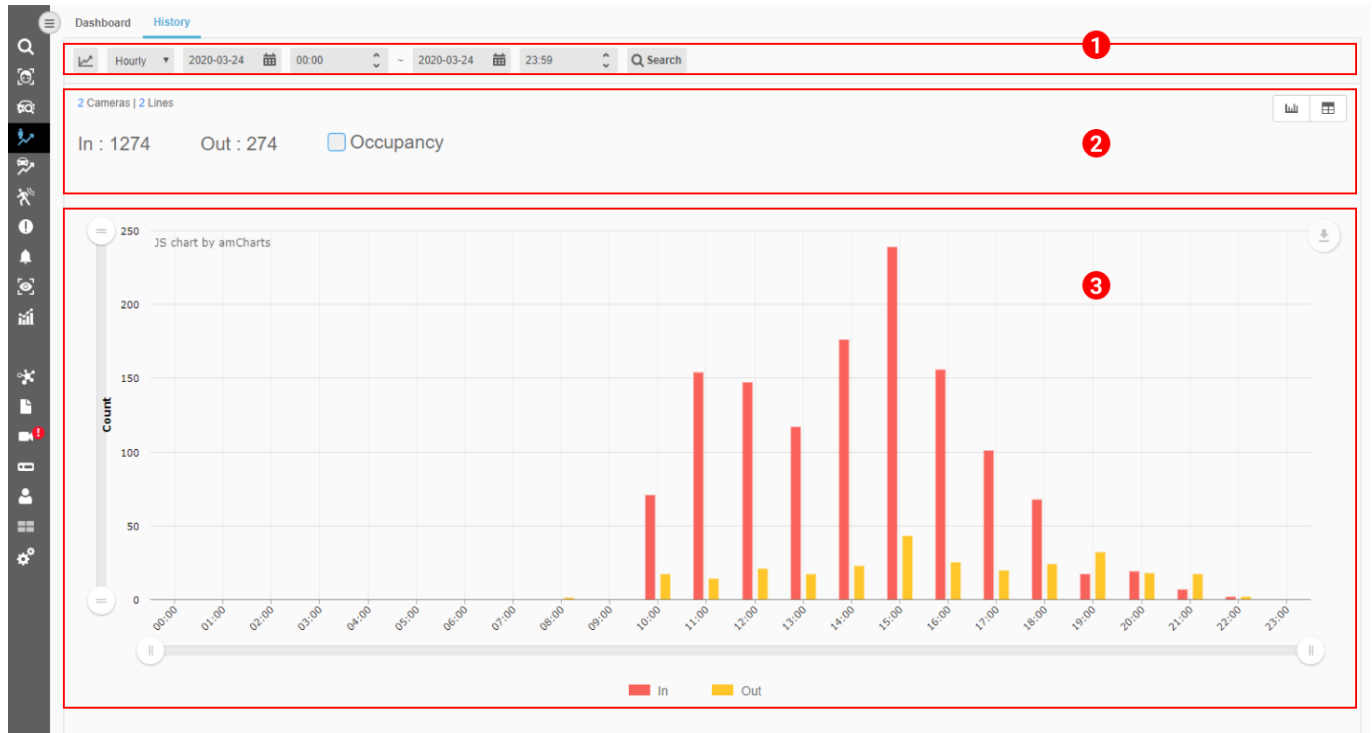 Dashboard History
1
Hourly 2020-03-24 00:00 ~ 2020-03-24 23:59 Search
2 Cameras | 2 Lines
In : 1274 Out : 274 Occupancy
2
250
JS chart by amCharts
3
200
150
Count
100
50
0
00:00 01:00 02:00 03:00 04:00 05:00 06:00 07:00 08:00 09:00 10:00 11:00 12:00 13:00 14:00 15:00 16:00 17:00 18:00 19:00 20:00 21:00 22:00 23:00
In Out